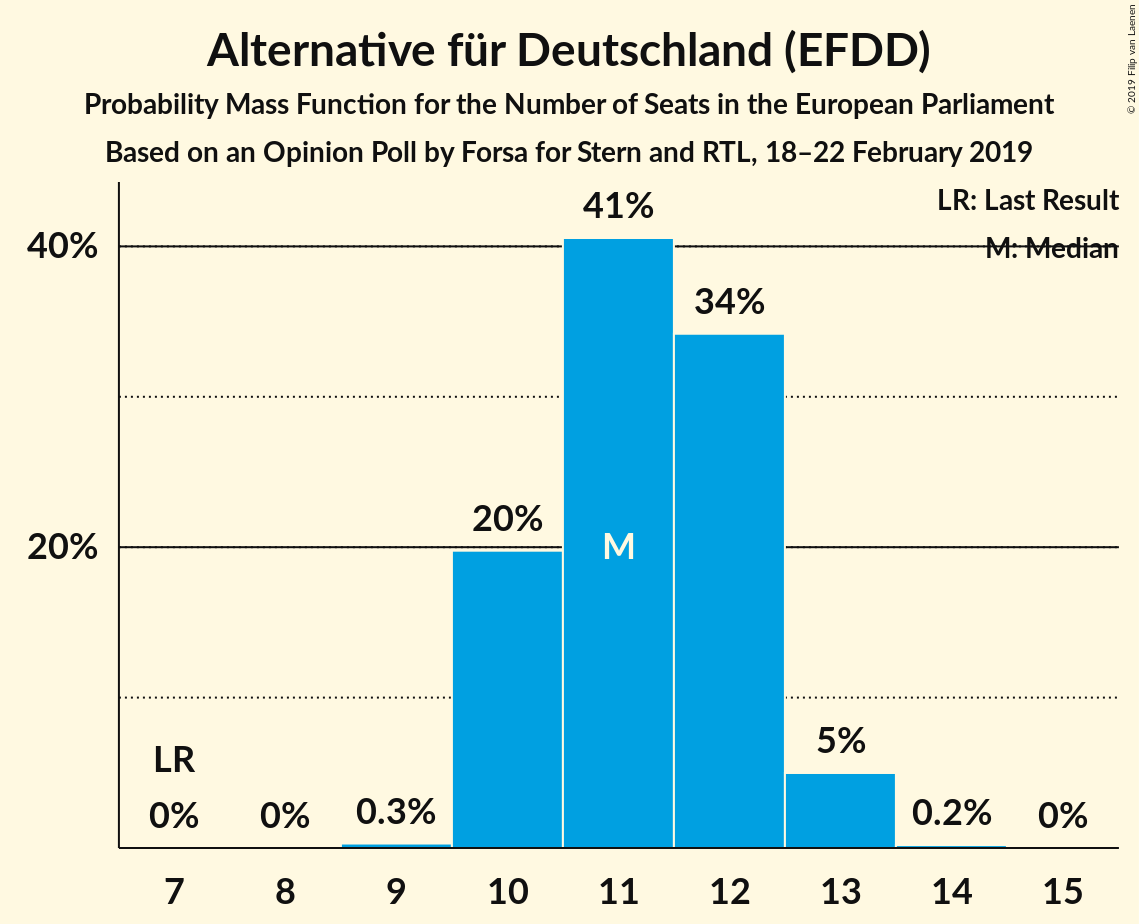 Alternative für Deutschland (EFDD)
Probability Mass Function for the Number of Seats in the European Parliament
Based on an Opinion Poll by Forsa for Stern and RTL, 18–22 February 2019
© 2019 Filip van Laenen
LR: Last Result
M: Median
40%
20%
41%
34%
20%
M
5%
LR
0%
0%
0.3%
0.2%
0%
7 8 9 10 11 12 13 14 15